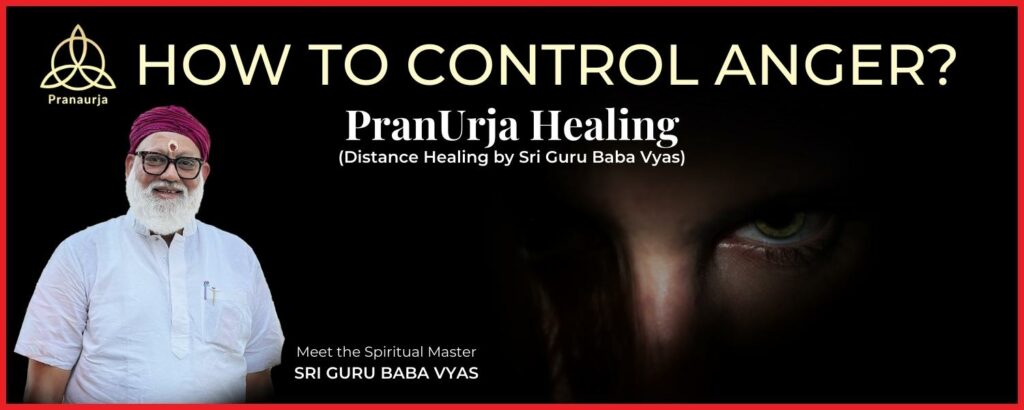 HOW TO CONTROL ANGER?
Pranaurja
PranUrja Healing
(Distance Healing by Sri Guru Baba Vyas)
Meet the Spiritual Master
SRI GURU BABA VYAS